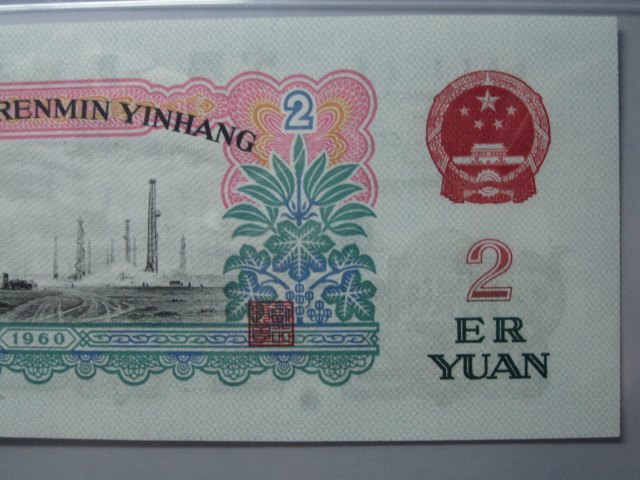 RENMIN YINHANG
2
2
1960
ER
YUAN